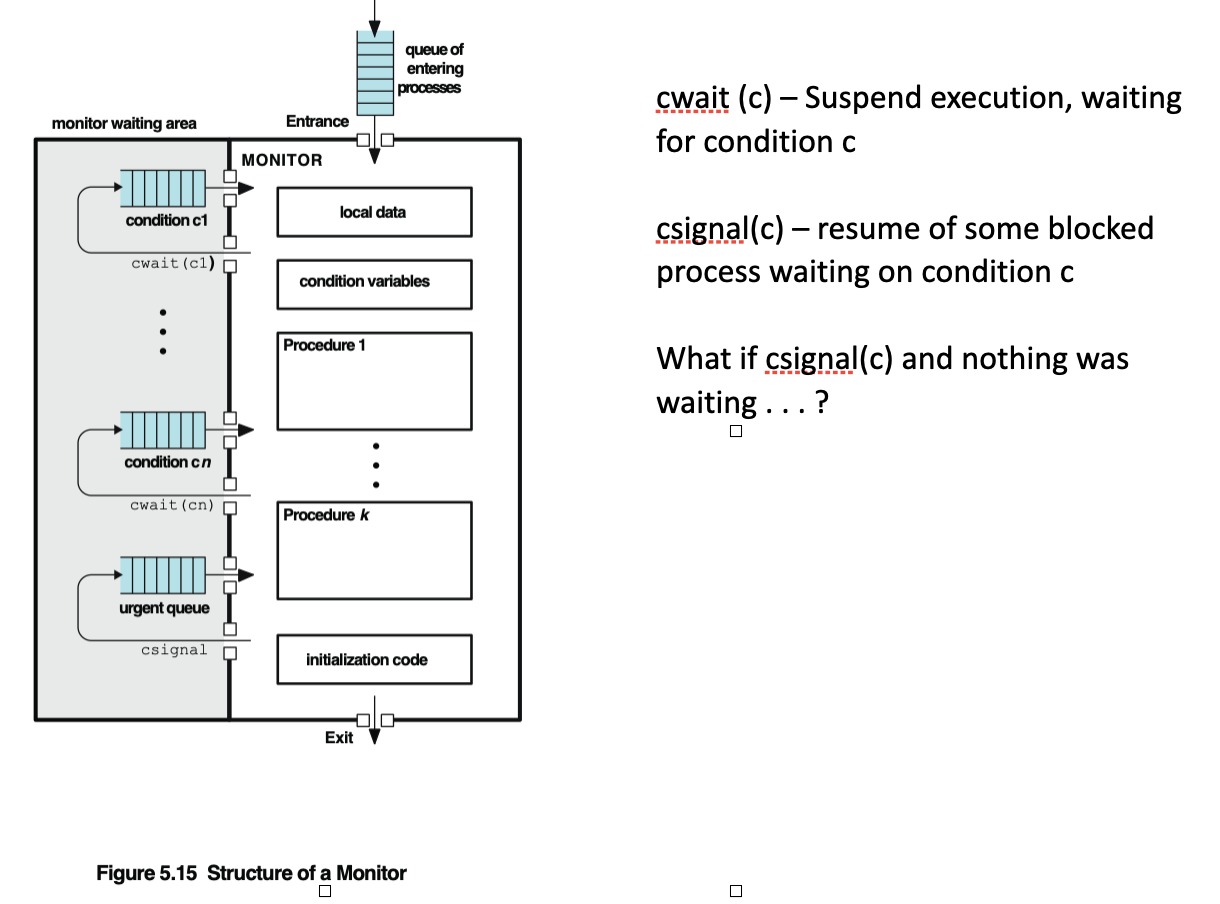 queue of
entering
processes
monitor waiting area
Entrance
MONITOR
condition c1
cwait(c1)
local data
condition variables
Procedure 1
condition cn
cwait(cn)
Procedure k
urgent queue
csignal
initialization code
Exit
Figure 5.15 Structure of a Monitor
cwait (c) – Suspend execution, waiting
for condition c
csignal(c) – resume of some blocked
process waiting on condition c
What if csignal(c) and nothing was
waiting . . . ?